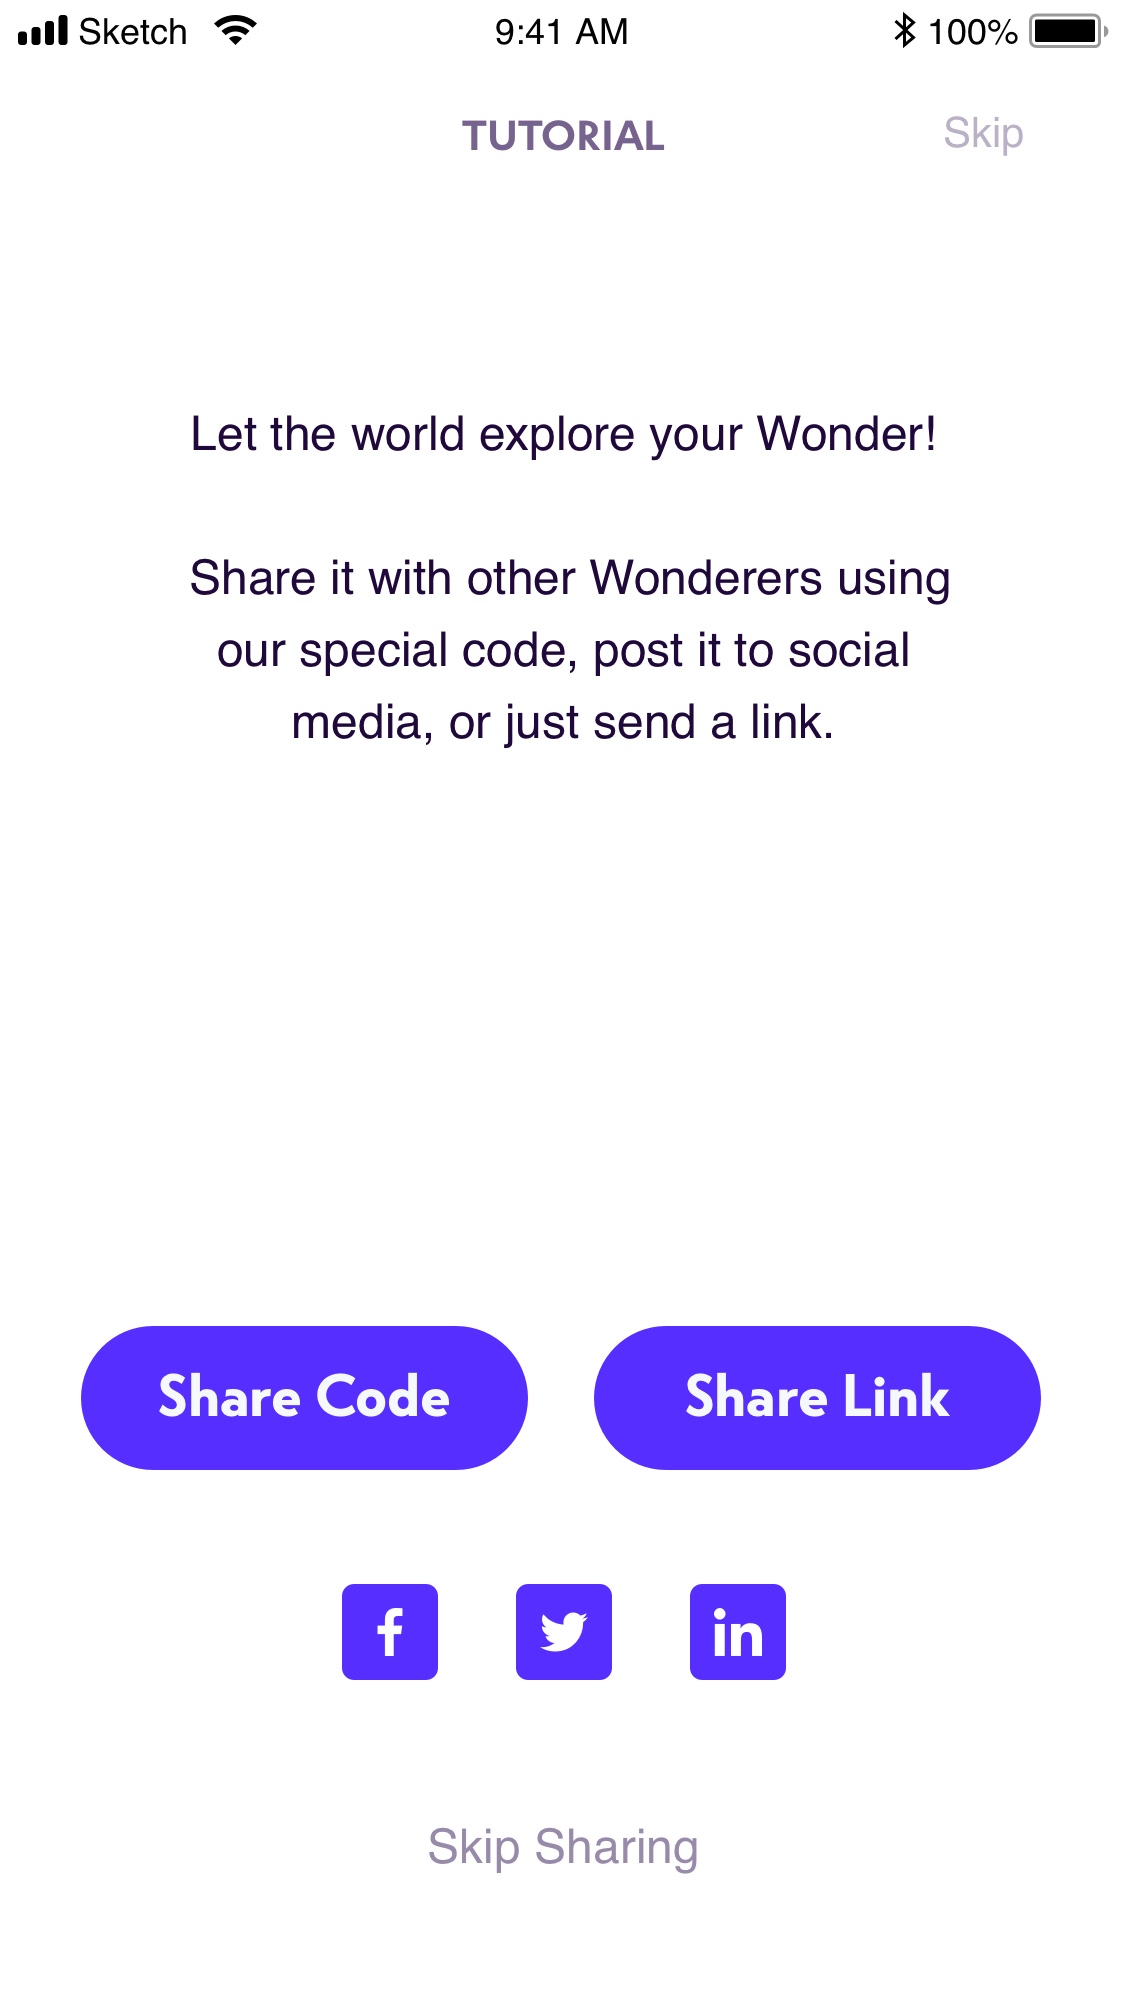 Sketch 9:41 AM 100%
TUTORIAL Skip
Let the world explore your Wonder!
Share it with other Wonderers using
our special code, post it to social
media, or just send a link.
Share Code Share Link
f in
Skip Sharing